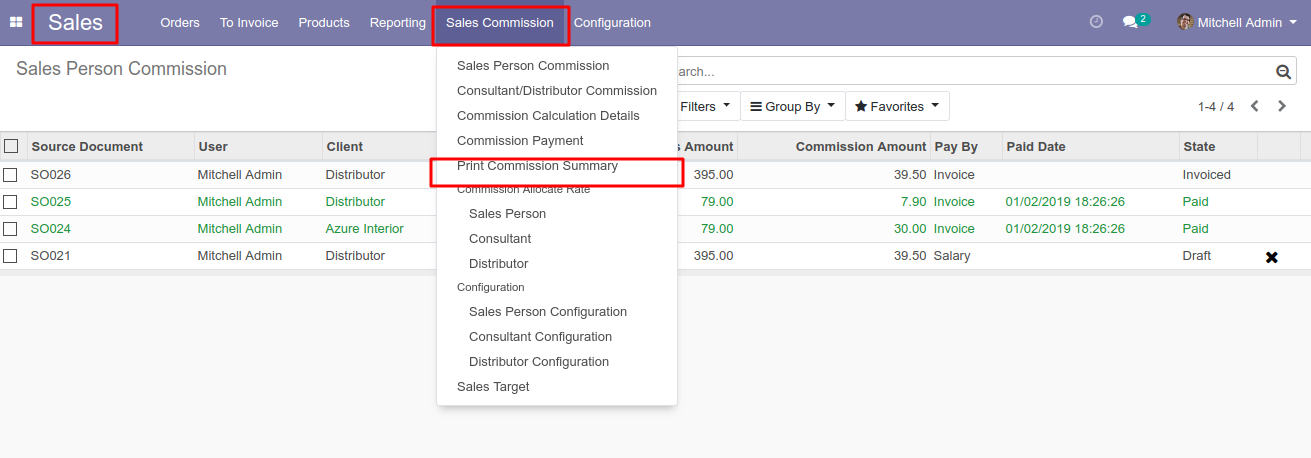 Sales Orders To Invoice Products Reporting Sales Commission Configuration 2 Mitchell Admin
Sales Person Commission
arch...
Filters Group By Favorites 1-4 / 4
Sales Person Commission
Consultant/Distributor Commission
Commission Calculation Details
Commission Payment
Print Commission Summary
Commission Allocate Rate
Sales Person
Consultant
Distributor
Configuration
Sales Person Configuration
Consultant Configuration
Distributor Configuration
Sales Target
Source Document User Client s Amount Commission Amount Pay By Paid Date State
SO026 Mitchell Admin Distributor 395.00 39.50 Invoice Invoiced
SO025 Mitchell Admin Distributor 79.00 7.90 Invoice 01/02/2019 18:26:26 Paid
SO024 Mitchell Admin Azure Interior 79.00 30.00 Invoice 01/02/2019 18:26:26 Paid
SO021 Mitchell Admin Distributor 395.00 39.50 Salary Draft